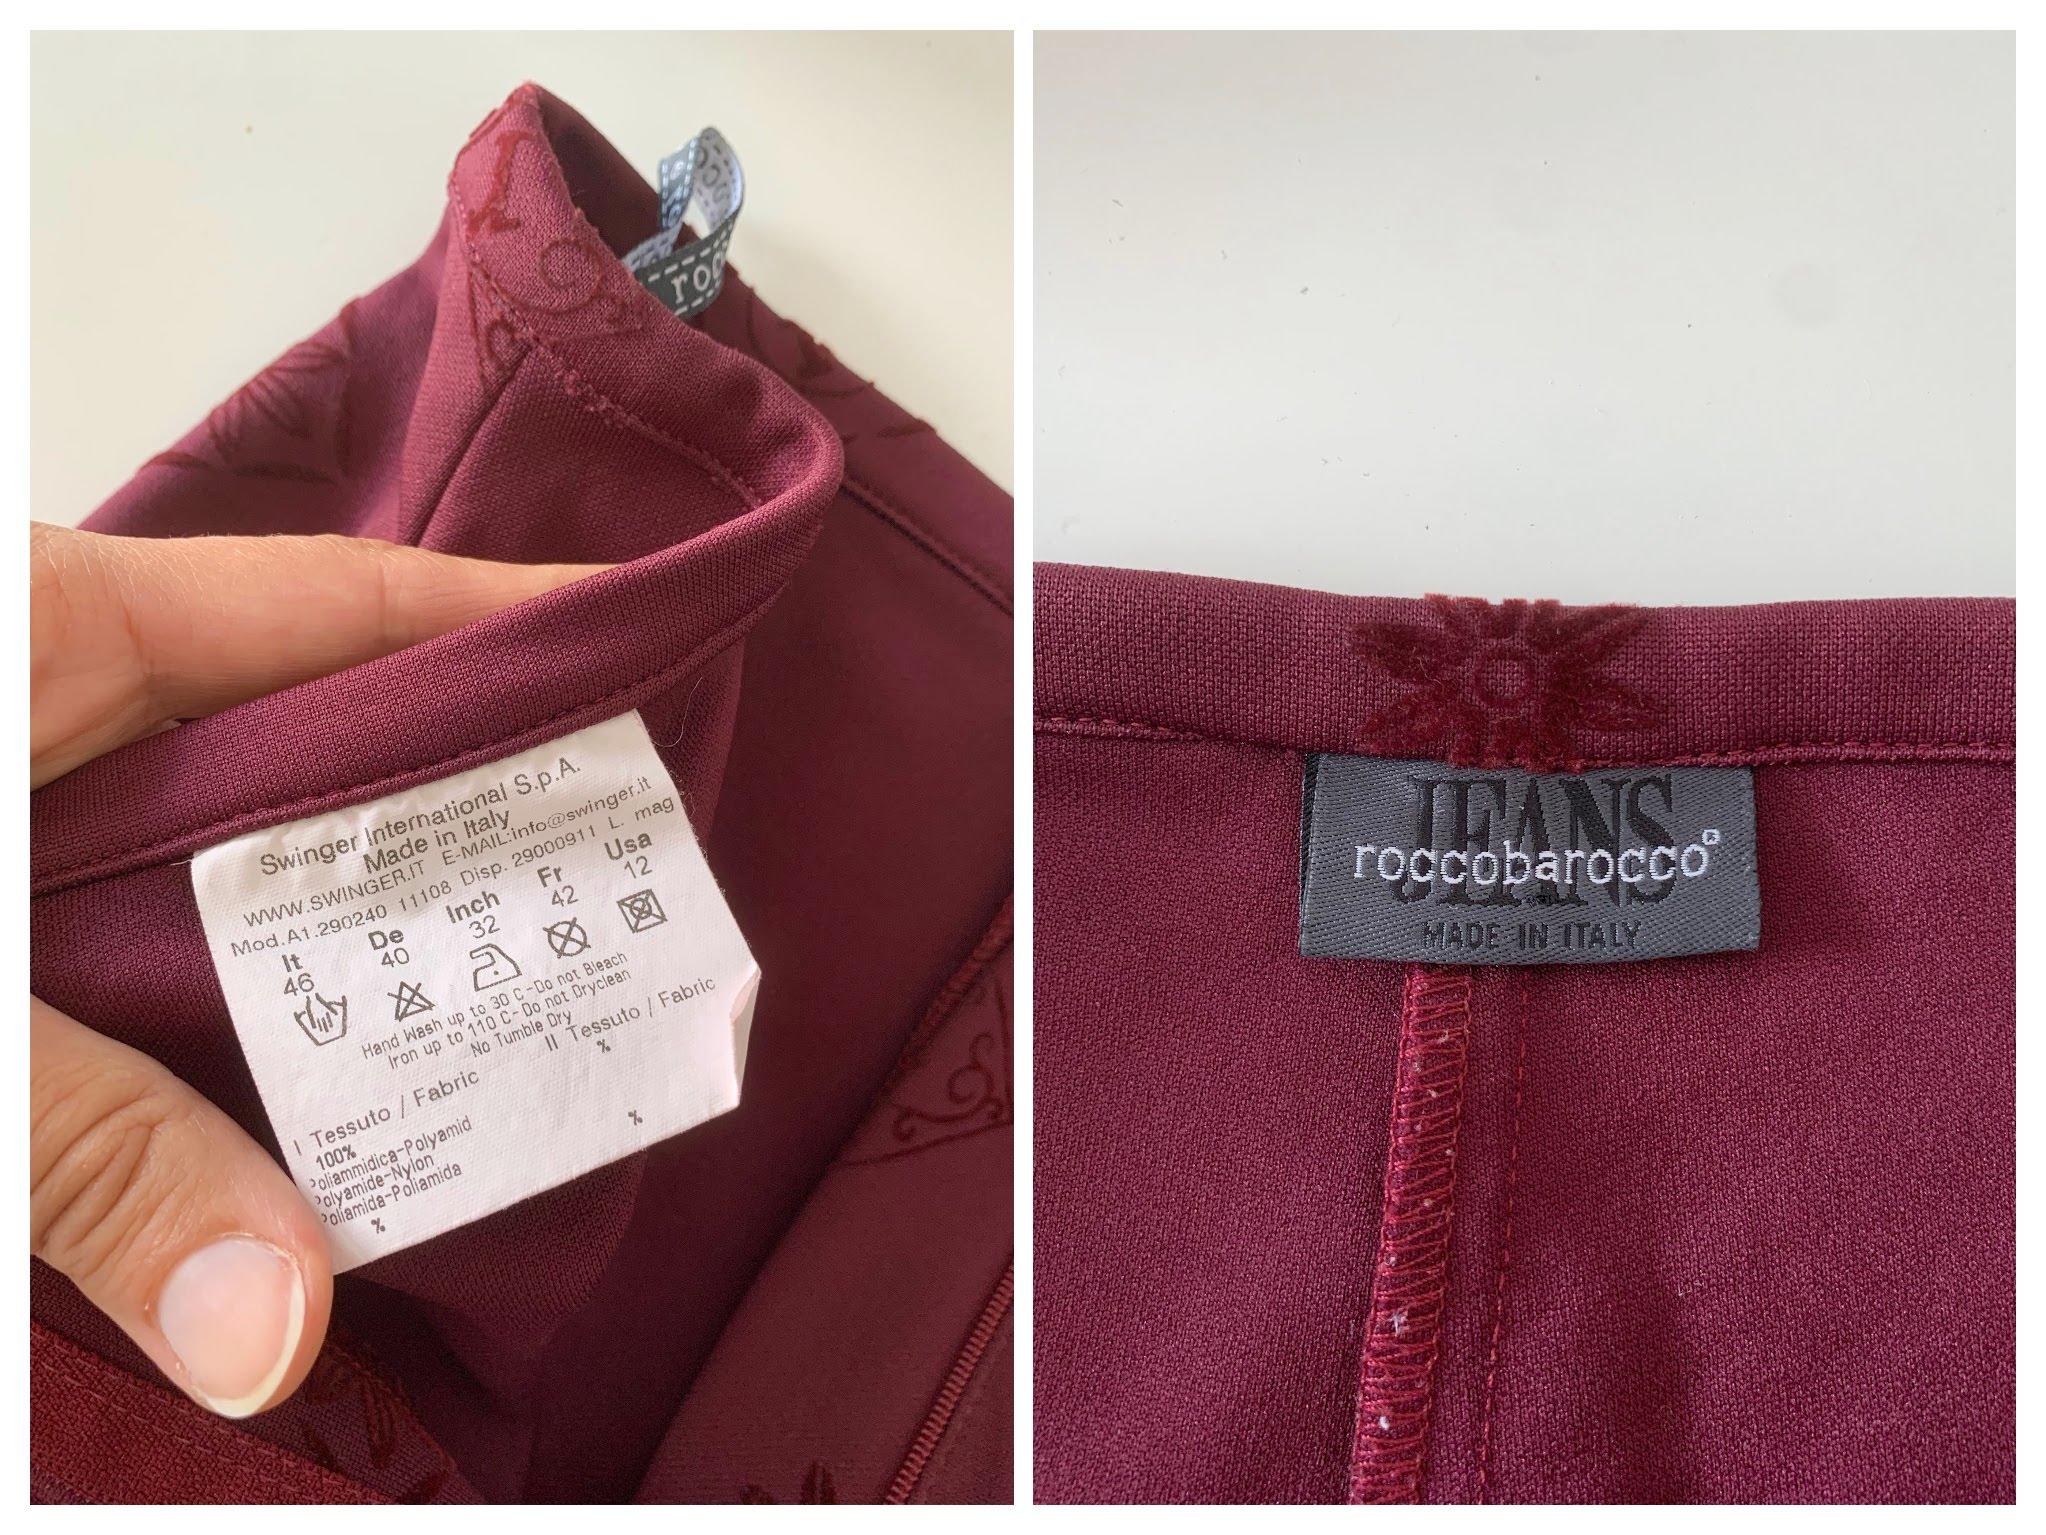 roc
Swinger International S.p.A.
Made in Italy
WWW.SWINGER.IT E-MAIL:info@swinger.it
Mod.A1.290240 11108 Disp. 29000911 L. mag
It De Inch Fr Usa
46 40 32 42 12
Hand Wash up to 30 C-Do not Bleach
Iron up to 110 C-Do not Dryclean
No Tumble Dry
I Tessuto / Fabric II Tessuto / Fabric
100% %
Poliammidica-Polyamid %
Polyamide-Nylon
Poliamida-Poliamida
%
JEANS
roccobarocco
MADE IN ITALY